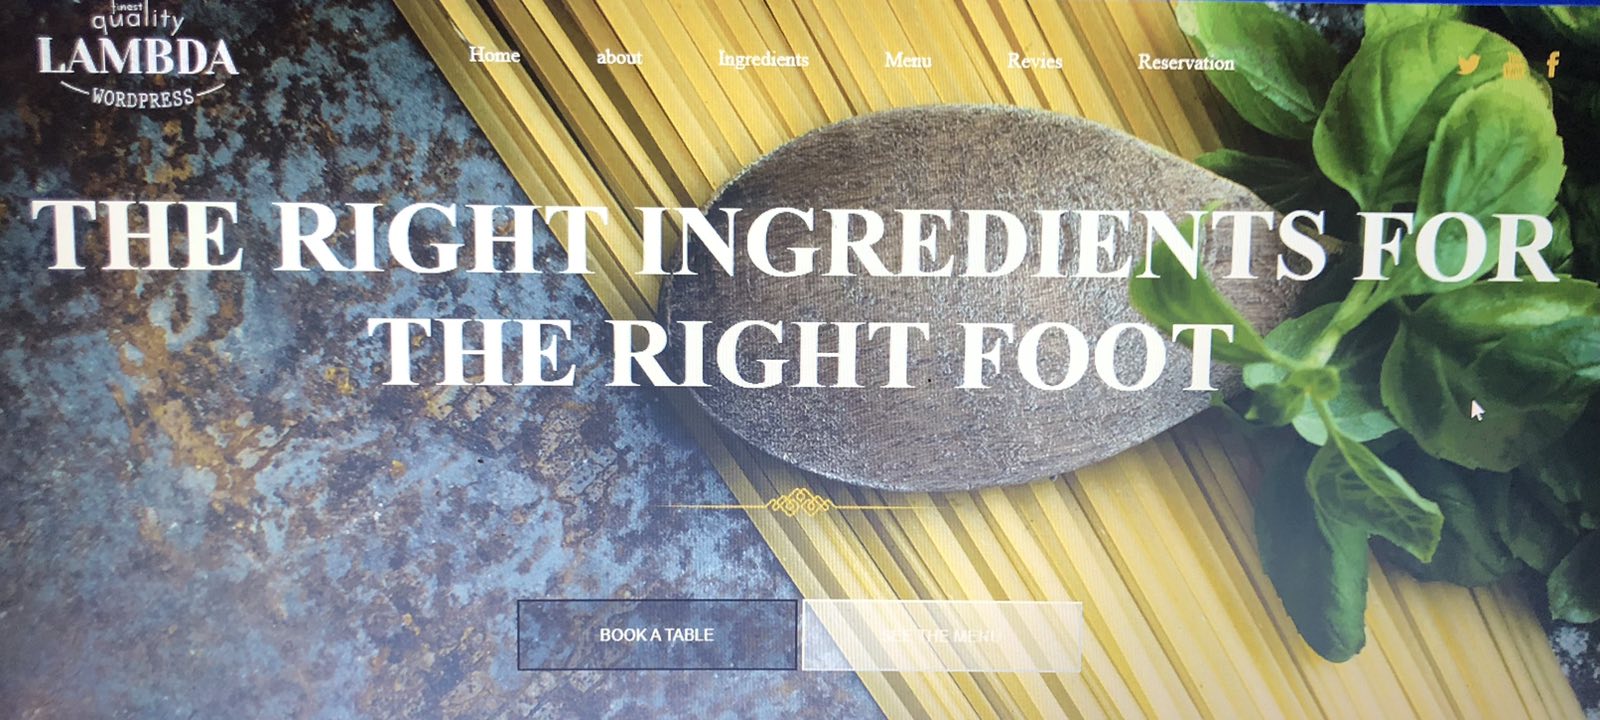 finest
quality
LAMBDA
WORDPRESS
Home about Ingredients Menu Revies Reservation
THE RIGHT INGREDIENTS FOR
THE RIGHT FOOT
BOOK A TABLE SEE THE MENU